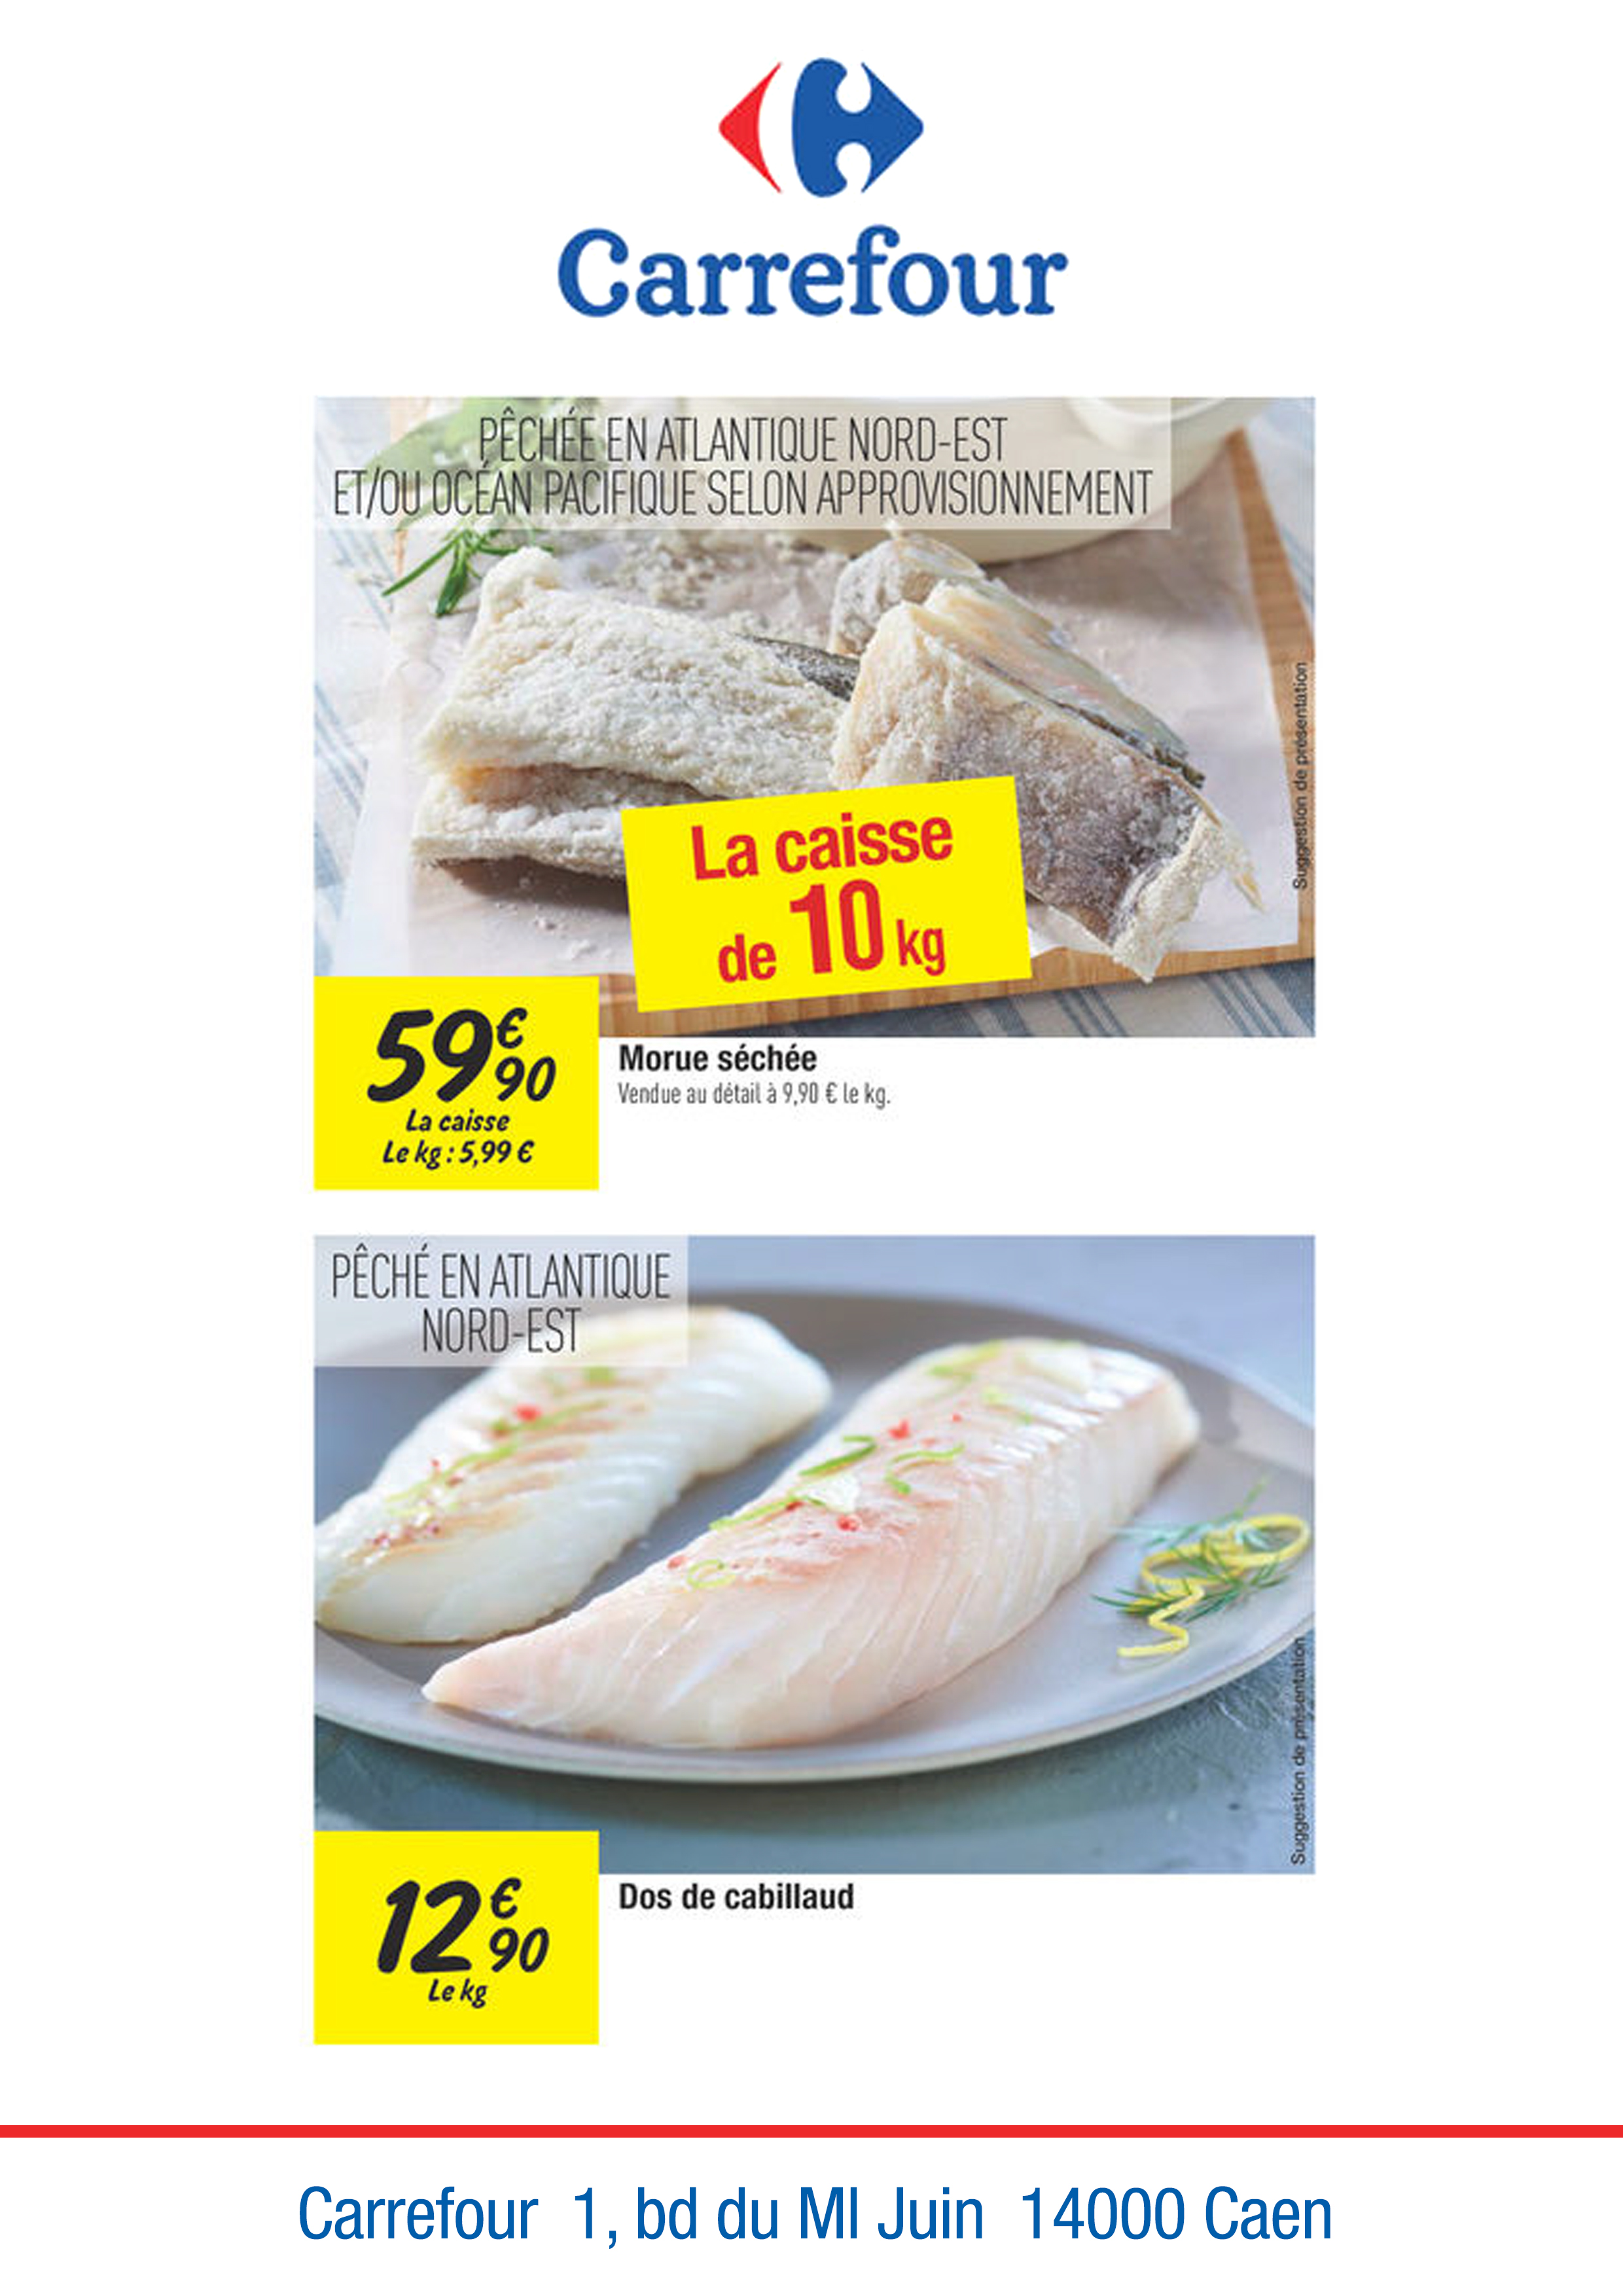 Carrefour
PÊCHÉE EN ATLANTIQUE NORD-EST
ET/OU OCÉAN PACIFIQUE SELON APPROVISIONNEMENT
Suggestion de présentation
La caisse
de 10 kg
59€90
La caisse
Le kg : 5,99 €
Morue séchée
Vendue au détail à 9,90 € le kg.
PÊCHÉ EN ATLANTIQUE
NORD-EST
Suggestion de présentation
12€90
Le kg
Dos de cabillaud
Carrefour 1, bd du Ml Juin 14000 Caen